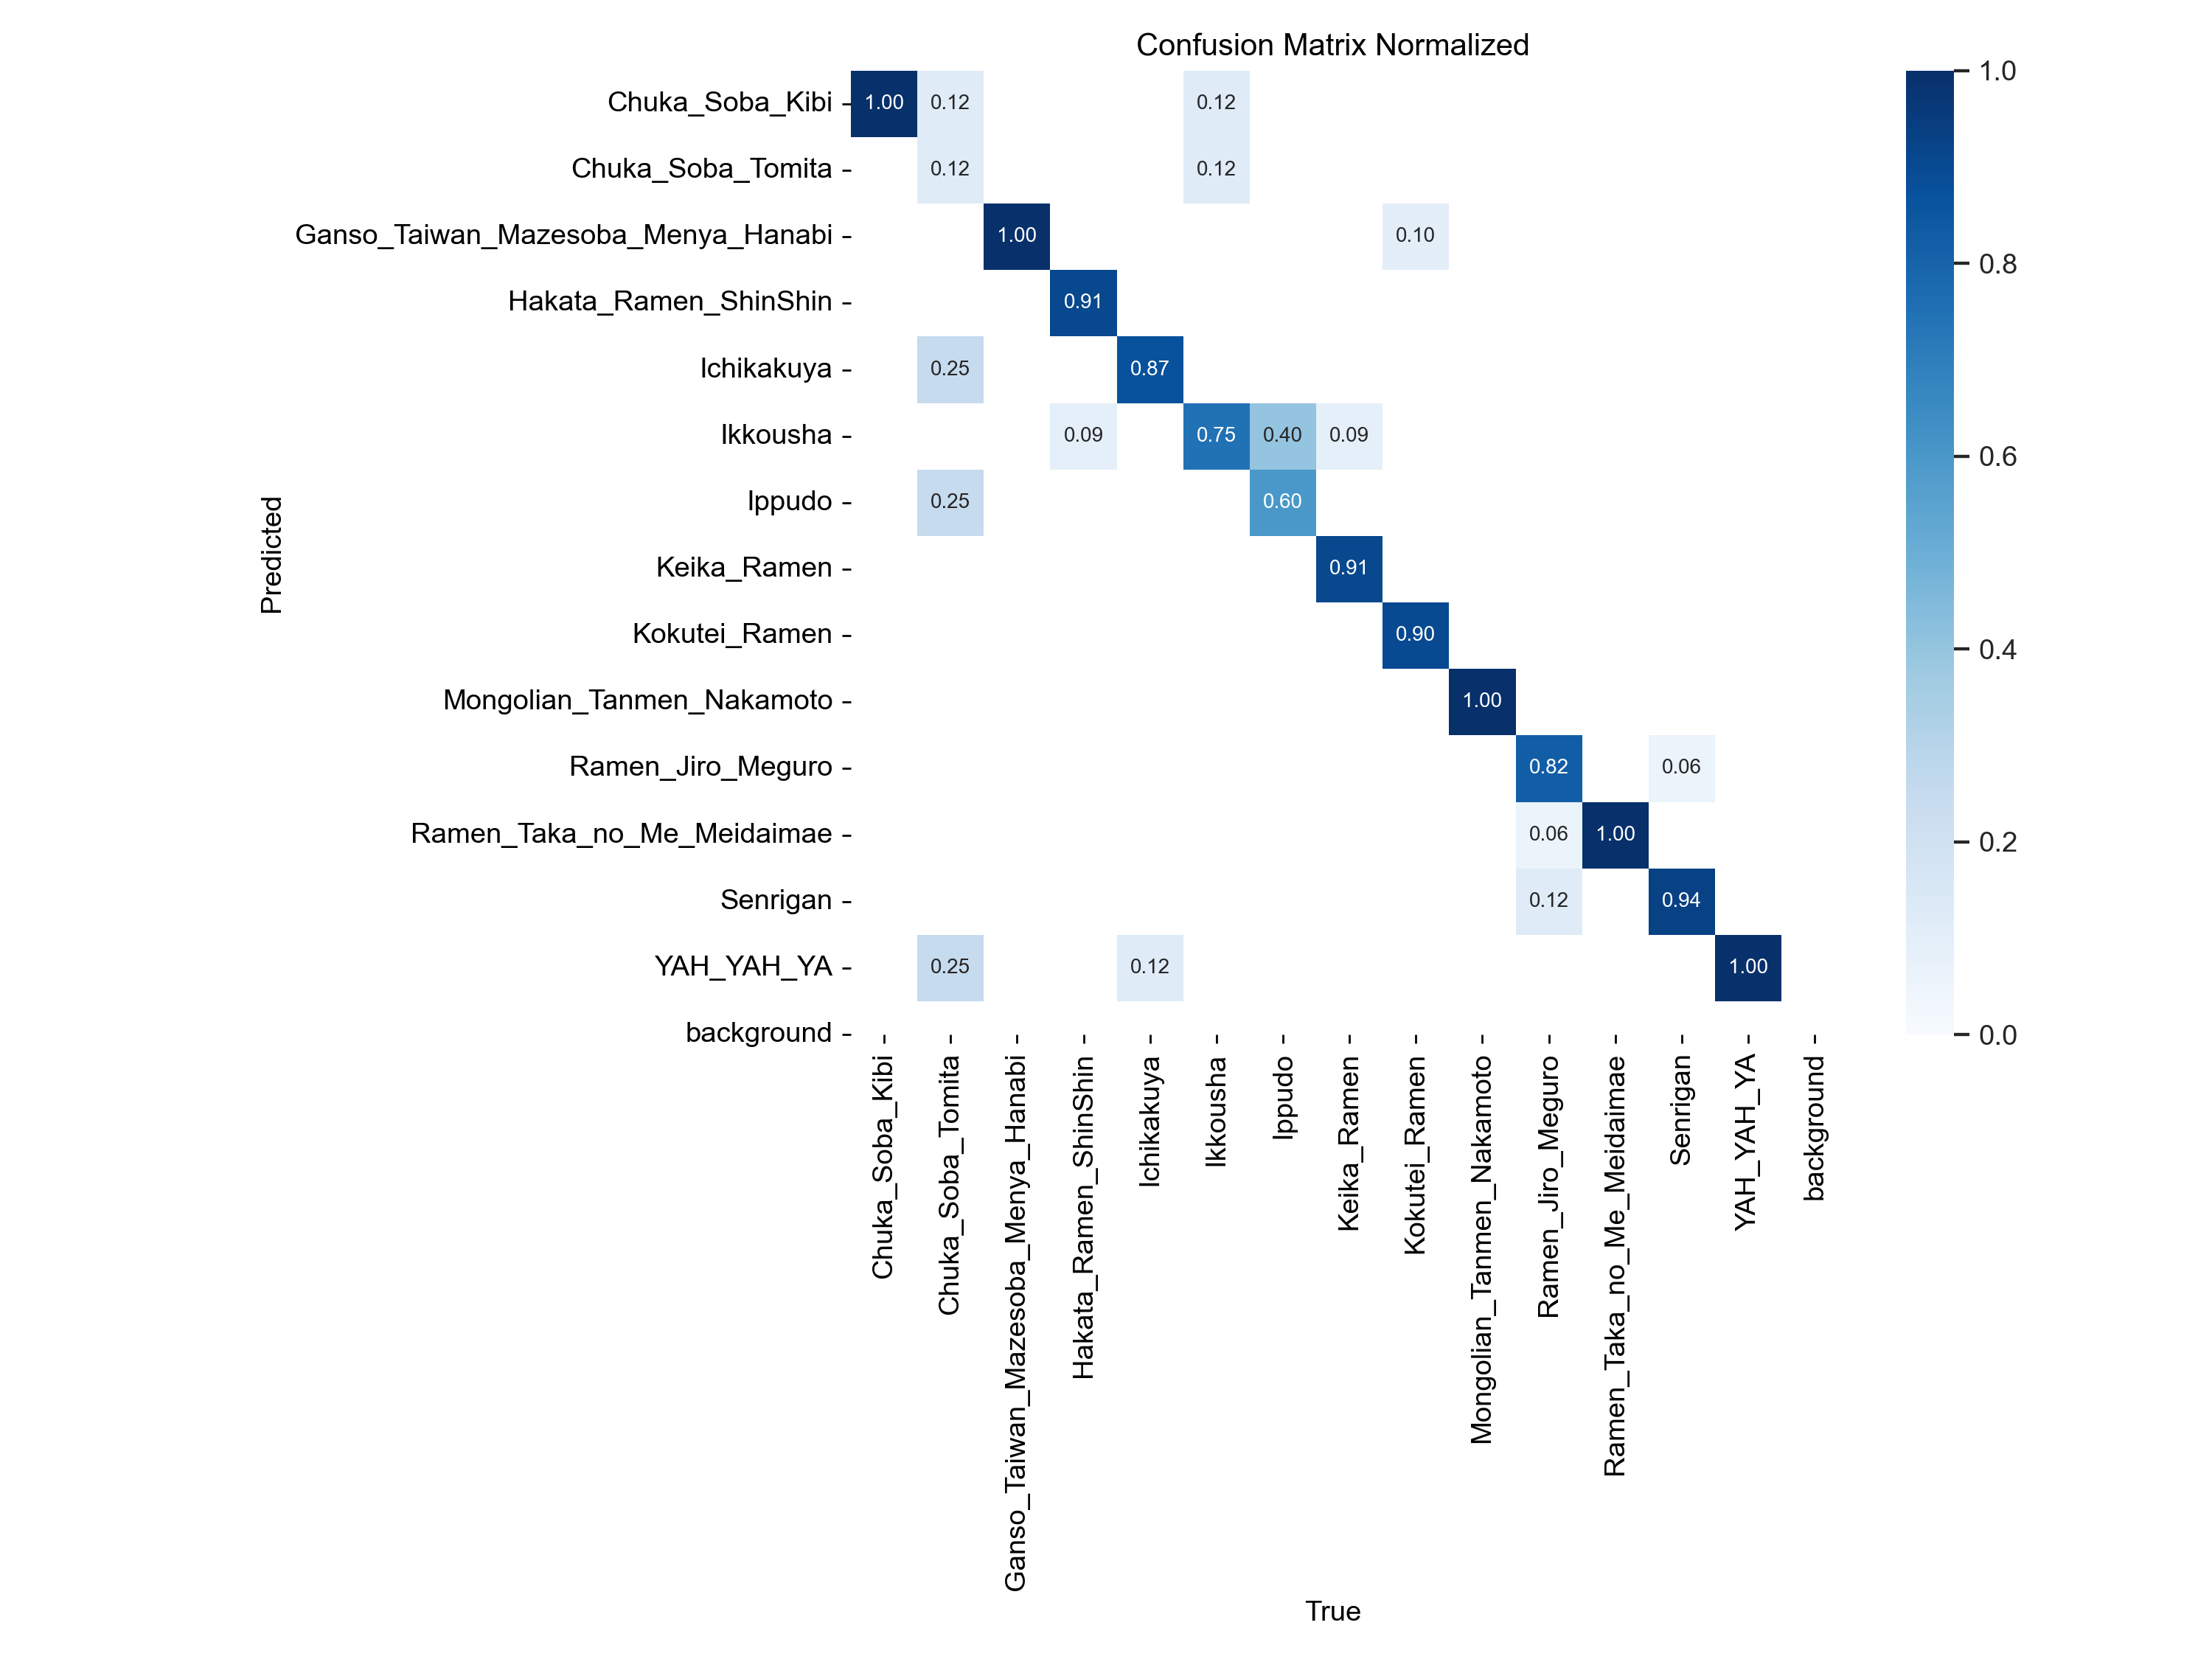 Confusion Matrix Normalized
Chuka_Soba_Kibi 1.00 0.12 0.12
Chuka_Soba_Tomita 0.12 0.12
Ganso_Taiwan_Mazesoba_Menya_Hanabi 1.00 0.10
Hakata_Ramen_ShinShin 0.91
Ichikakuya 0.25 0.87
Ikkousha 0.09 0.75 0.40 0.09
Ippudo 0.25 0.60
Keika_Ramen 0.91
Kokutei_Ramen 0.90
Mongolian_Tanmen_Nakamoto 1.00
Ramen_Jiro_Meguro 0.82 0.06
Ramen_Taka_no_Me_Meidaimae 0.06 1.00
Senrigan 0.12 0.94
YAH_YAH_YA 0.25 0.12 1.00
background
Predicted
Chuka_Soba_Kibi
Chuka_Soba_Tomita
Ganso_Taiwan_Mazesoba_Menya_Hanabi
Hakata_Ramen_ShinShin
Ichikakuya
Ikkousha
Ippudo
Keika_Ramen
Kokutei_Ramen
Mongolian_Tanmen_Nakamoto
Ramen_Jiro_Meguro
Ramen_Taka_no_Me_Meidaimae
Senrigan
YAH_YAH_YA
background
True
1.0
0.8
0.6
0.4
0.2
0.0